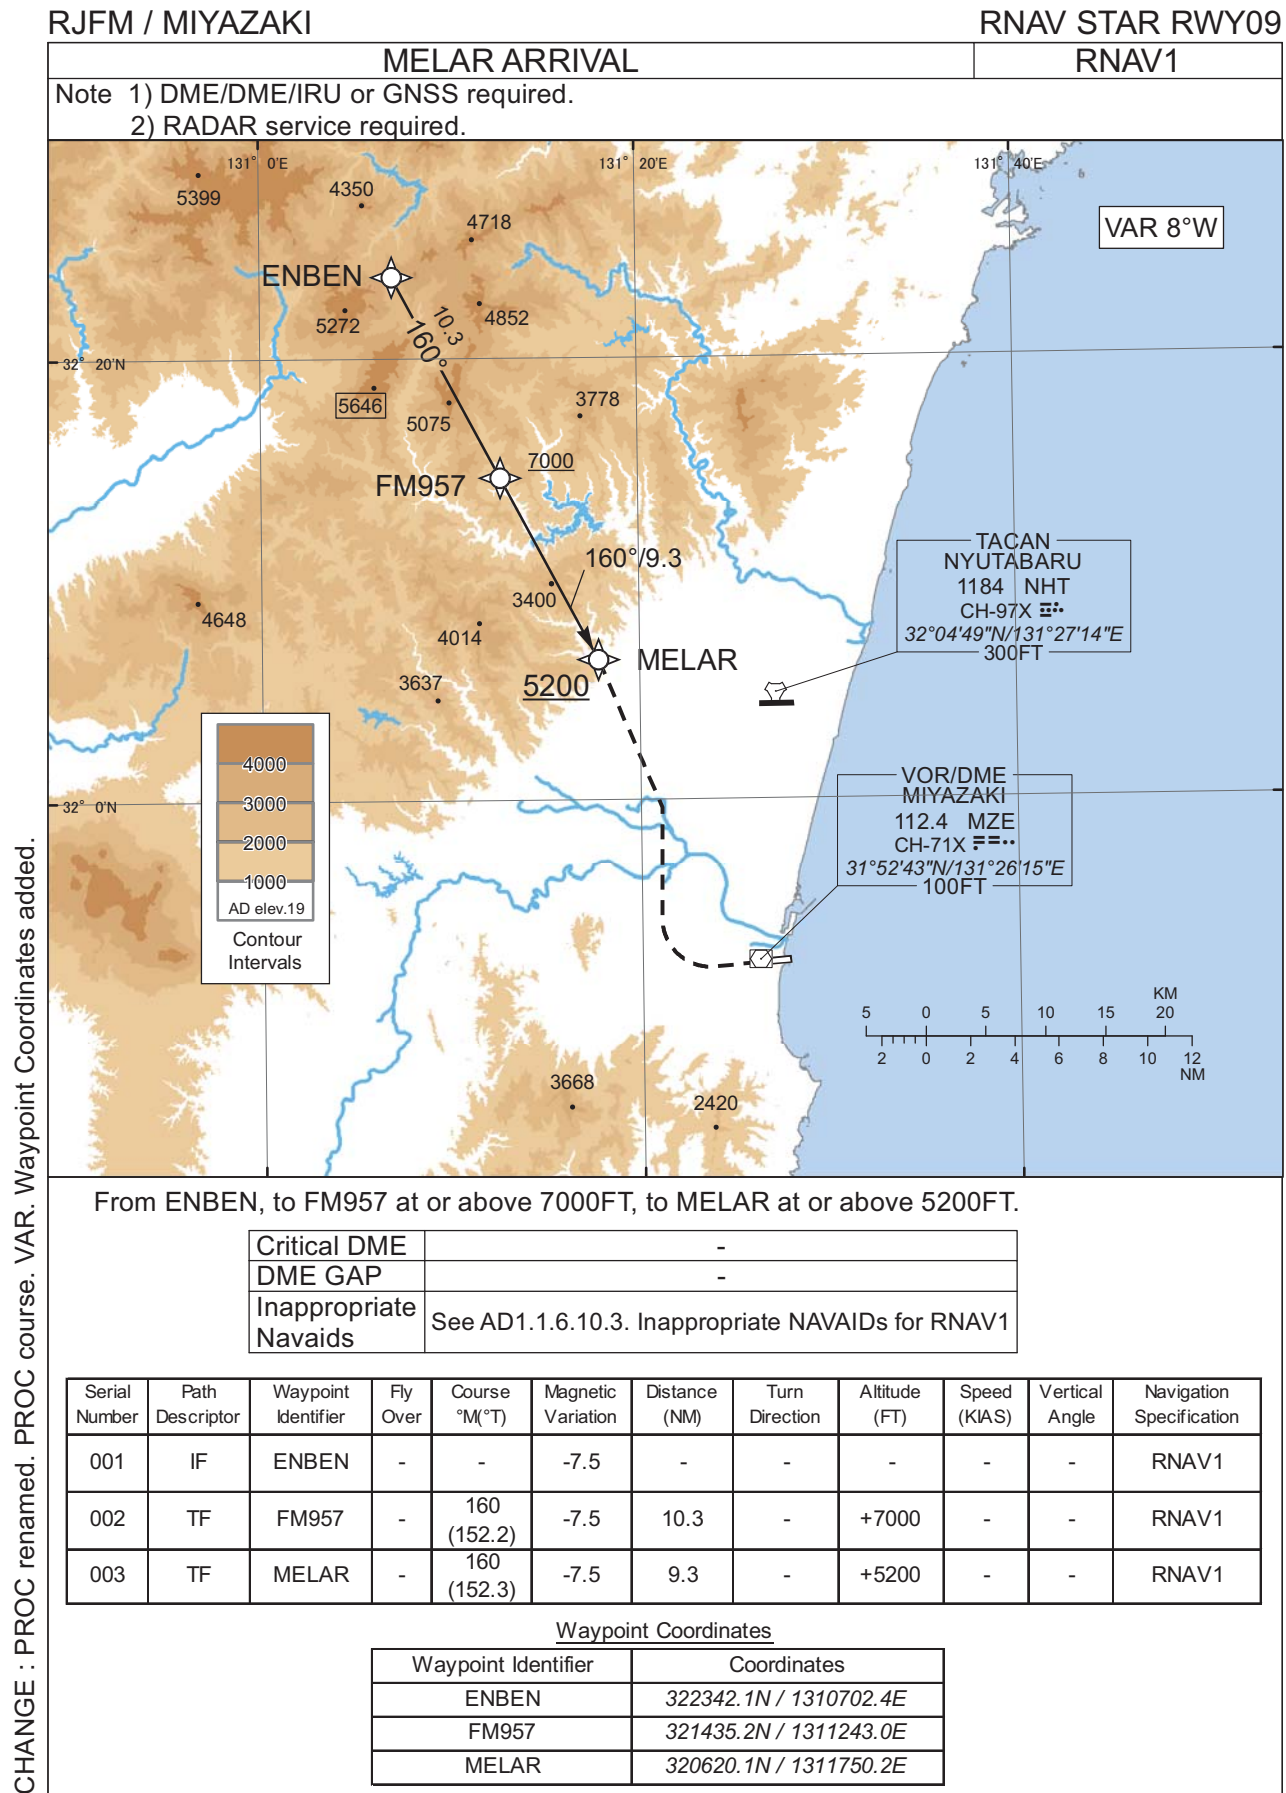 RJFM / MIYAZAKI
RNAV STAR RWY09
MELAR ARRIVAL
RNAV1
Note 1) DME/DME/IRU or GNSS required.
2) RADAR service required.
131° 0'E
131° 20'E
131° 40'E
5399
4350
4718
VAR 8°W
ENBEN
5272
4852
10.3
160°
32° 20'N
5646
5075
3778
FM957
7000
160°/9.3
TACAN
NYUTABARU
1184 NHT
CH-97X
32°04'49"N/131°27'14"E
300FT
4648
3400
4014
MELAR
3637
5200
4000
3000
2000
1000
AD elev.19
Contour
Intervals
32° 0'N
VOR/DME
MIYAZAKI
112.4 MZE
CH-71X
31°52'43"N/131°26'15"E
100FT
KM
5 0 5 10 15 20
2 0 2 4 6 8 10 12
NM
3668
2420
From ENBEN, to FM957 at or above 7000FT, to MELAR at or above 5200FT.
Critical DME -
DME GAP -
Inappropriate
Navaids
See AD1.1.6.10.3. Inappropriate NAVAIDs for RNAV1
Serial Path Waypoint Fly Course Magnetic Distance Turn Altitude Speed Vertical Navigation
Number Descriptor Identifier Over °M(°T) Variation (NM) Direction (FT) (KIAS) Angle Specification
001 IF ENBEN - - -7.5 - - - - - RNAV1
002 TF FM957 - 160 (152.2) -7.5 10.3 - +7000 - - RNAV1
003 TF MELAR - 160 (152.3) -7.5 9.3 - +5200 - - RNAV1
Waypoint Coordinates
Waypoint Identifier Coordinates
ENBEN 322342.1N / 1310702.4E
FM957 321435.2N / 1311243.0E
MELAR 320620.1N / 1311750.2E
CHANGE : PROC renamed. PROC course. VAR. Waypoint Coordinates added.